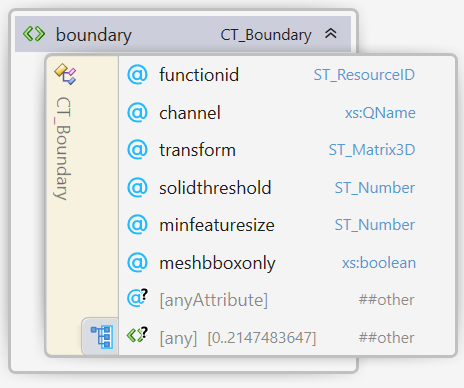 boundary CT_Boundary
CT_Boundary
functionid ST_ResourceID
channel xs:QName
transform ST_Matrix3D
solidthreshold ST_Number
minfeaturesize ST_Number
meshbboxonly xs:boolean
@? [anyAttribute] ##other
? [any] [0..2147483647] ##other